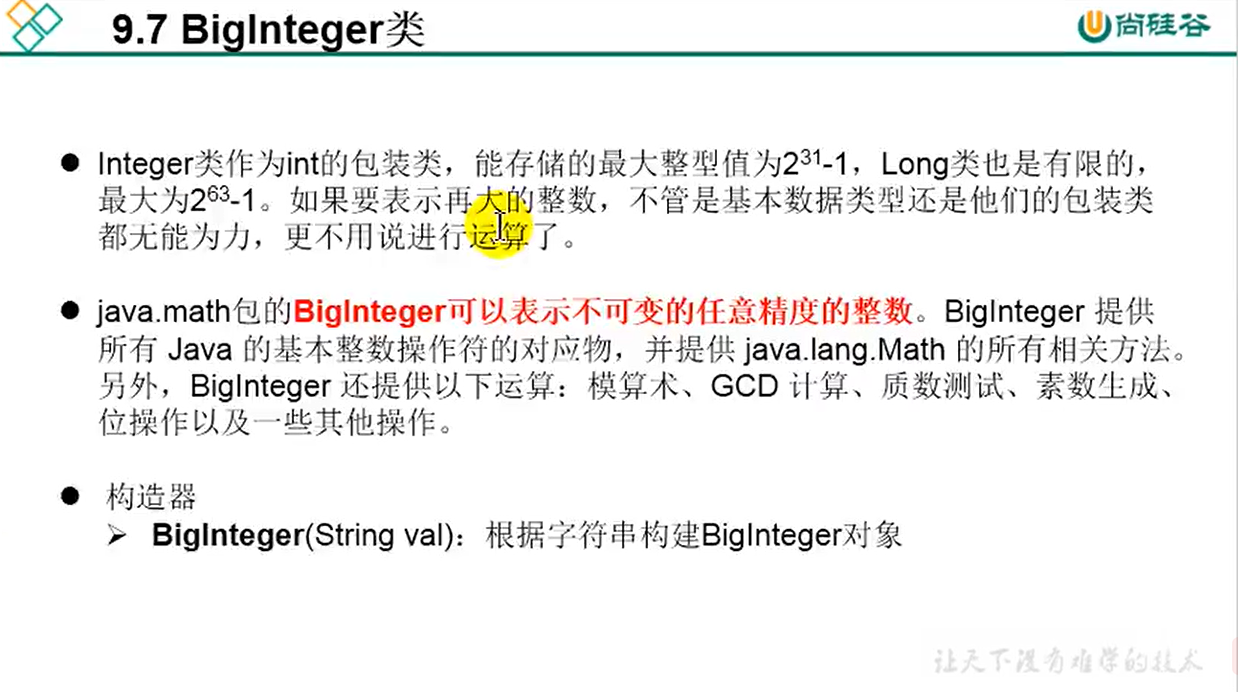 9.7 BigInteger类
尚硅谷
● Integer类作为int的包装类，能存储的最大整型值为2³¹-1，Long类也是有限的，
最大为2⁶³-1。如果要表示再大的整数，不管是基本数据类型还是他们的包装类
都无能为力，更不用说进行运算了。
● java.math包的BigInteger可以表示不可变的任意精度的整数。BigInteger 提供
所有 Java 的基本整数操作符的对应物，并提供 java.lang.Math 的所有相关方法。
另外，BigInteger 还提供以下运算：模算术、GCD 计算、质数测试、素数生成、
位操作以及一些其他操作。
● 构造器
➢ BigInteger(String val)：根据字符串构建BigInteger对象
让天下没有难学的技术